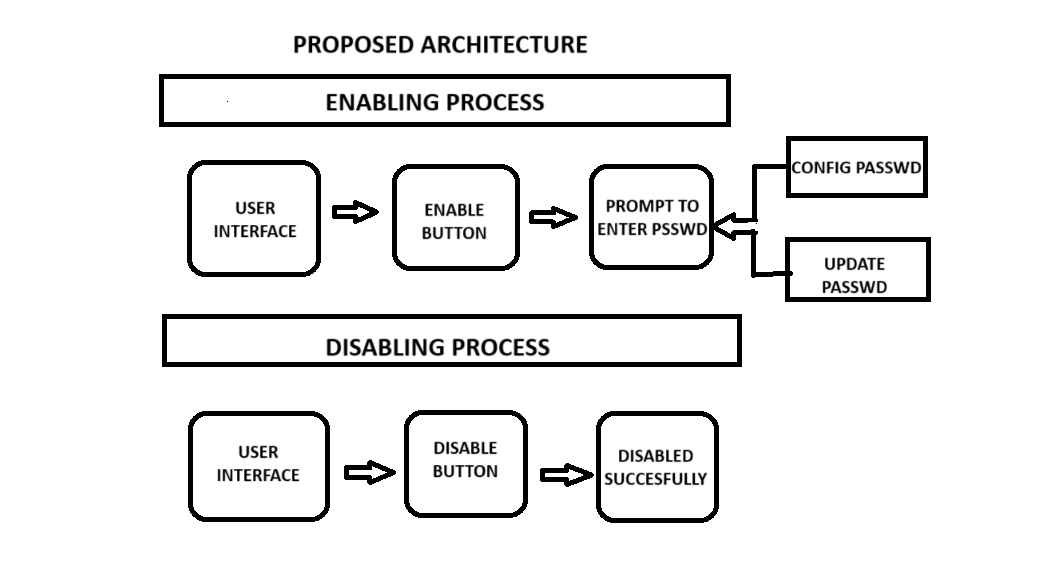 PROPOSED ARCHITECTURE
ENABLING PROCESS
USER
INTERFACE
ENABLE
BUTTON
PROMPT TO
ENTER PSSWD
CONFIG PASSWD
UPDATE
PASSWD
DISABLING PROCESS
USER
INTERFACE
DISABLE
BUTTON
DISABLED
SUCCESFULLY